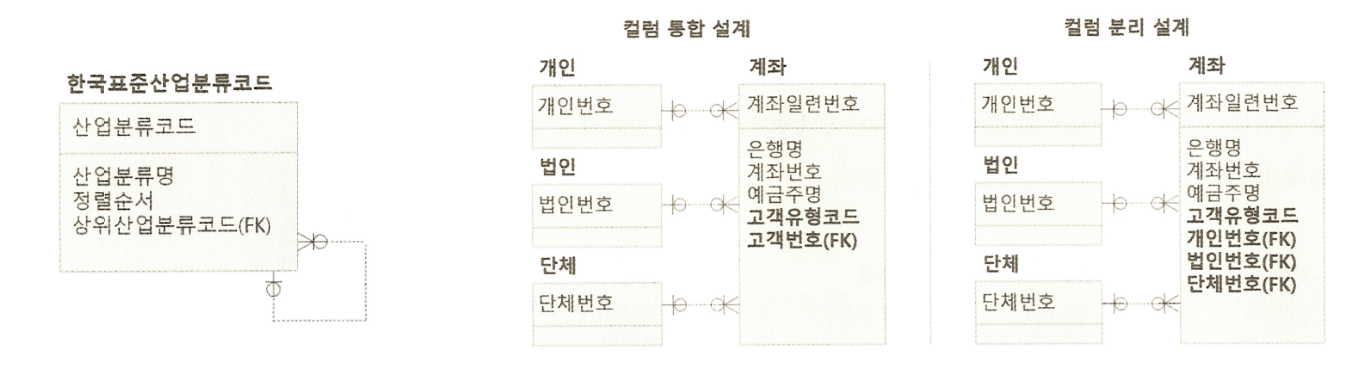 한국표준산업분류코드
산업분류코드
산업분류명
정렬순서
상위산업분류코드(FK)
컬럼 통합 설계
개인
개인번호
법인
법인번호
단체
단체번호
계좌
계좌일련번호
은행명
계좌번호
예금주명
고객유형코드
고객번호(FK)
컬럼 분리 설계
개인
개인번호
법인
법인번호
단체
단체번호
계좌
계좌일련번호
은행명
계좌번호
예금주명
고객유형코드
개인번호(FK)
법인번호(FK)
단체번호(FK)